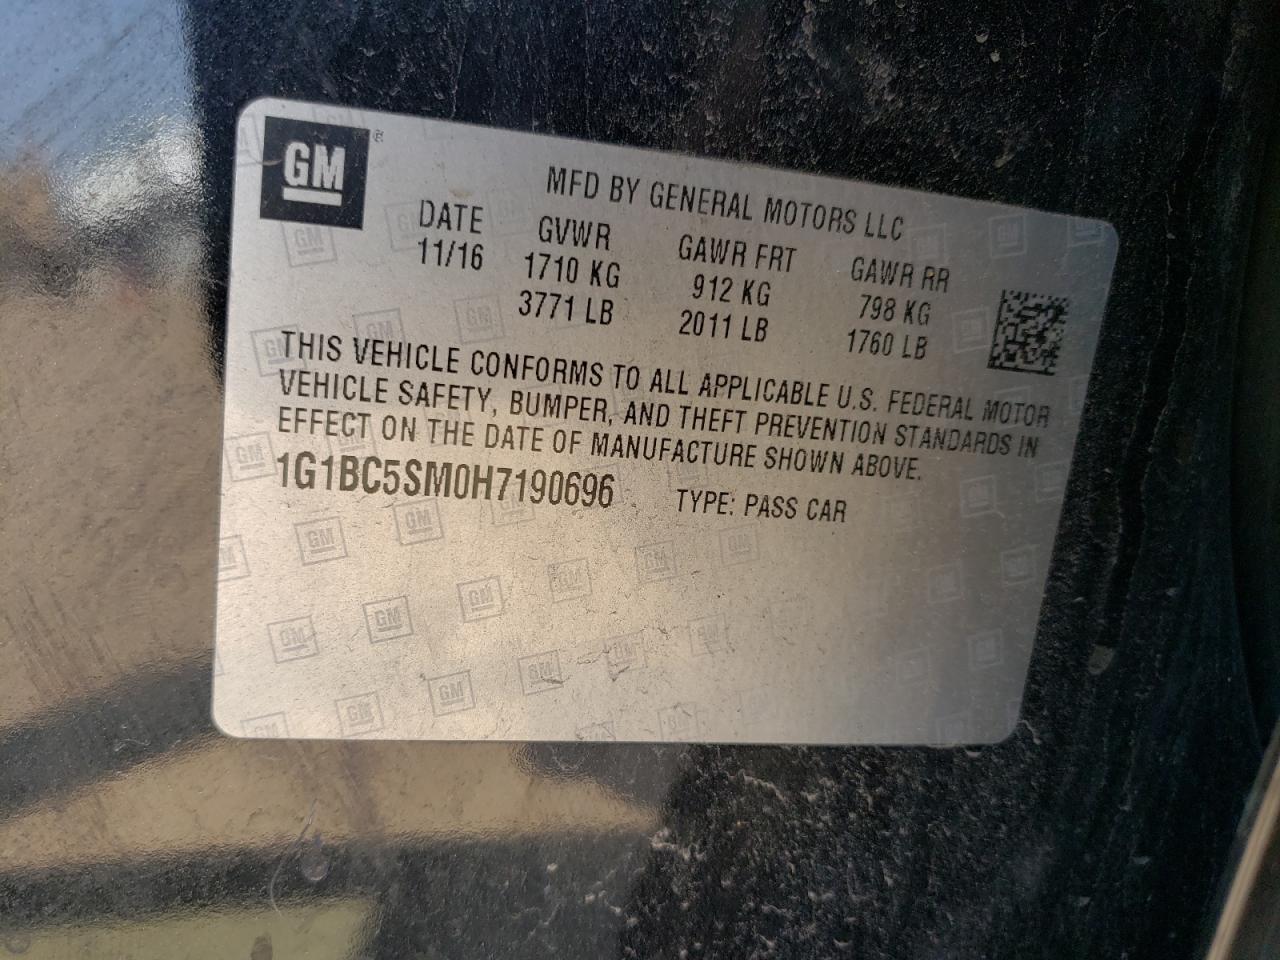 GM
MFD BY GENERAL MOTORS LLC
DATE GVWR GAWR FRT GAWR RR
11/16 1710 KG 912 KG 798 KG
3771 LB 2011 LB 1760 LB
THIS VEHICLE CONFORMS TO ALL APPLICABLE U.S. FEDERAL MOTOR
VEHICLE SAFETY, BUMPER, AND THEFT PREVENTION STANDARDS IN
EFFECT ON THE DATE OF MANUFACTURE SHOWN ABOVE.
1G1BC5SM0H7190696 TYPE: PASS CAR